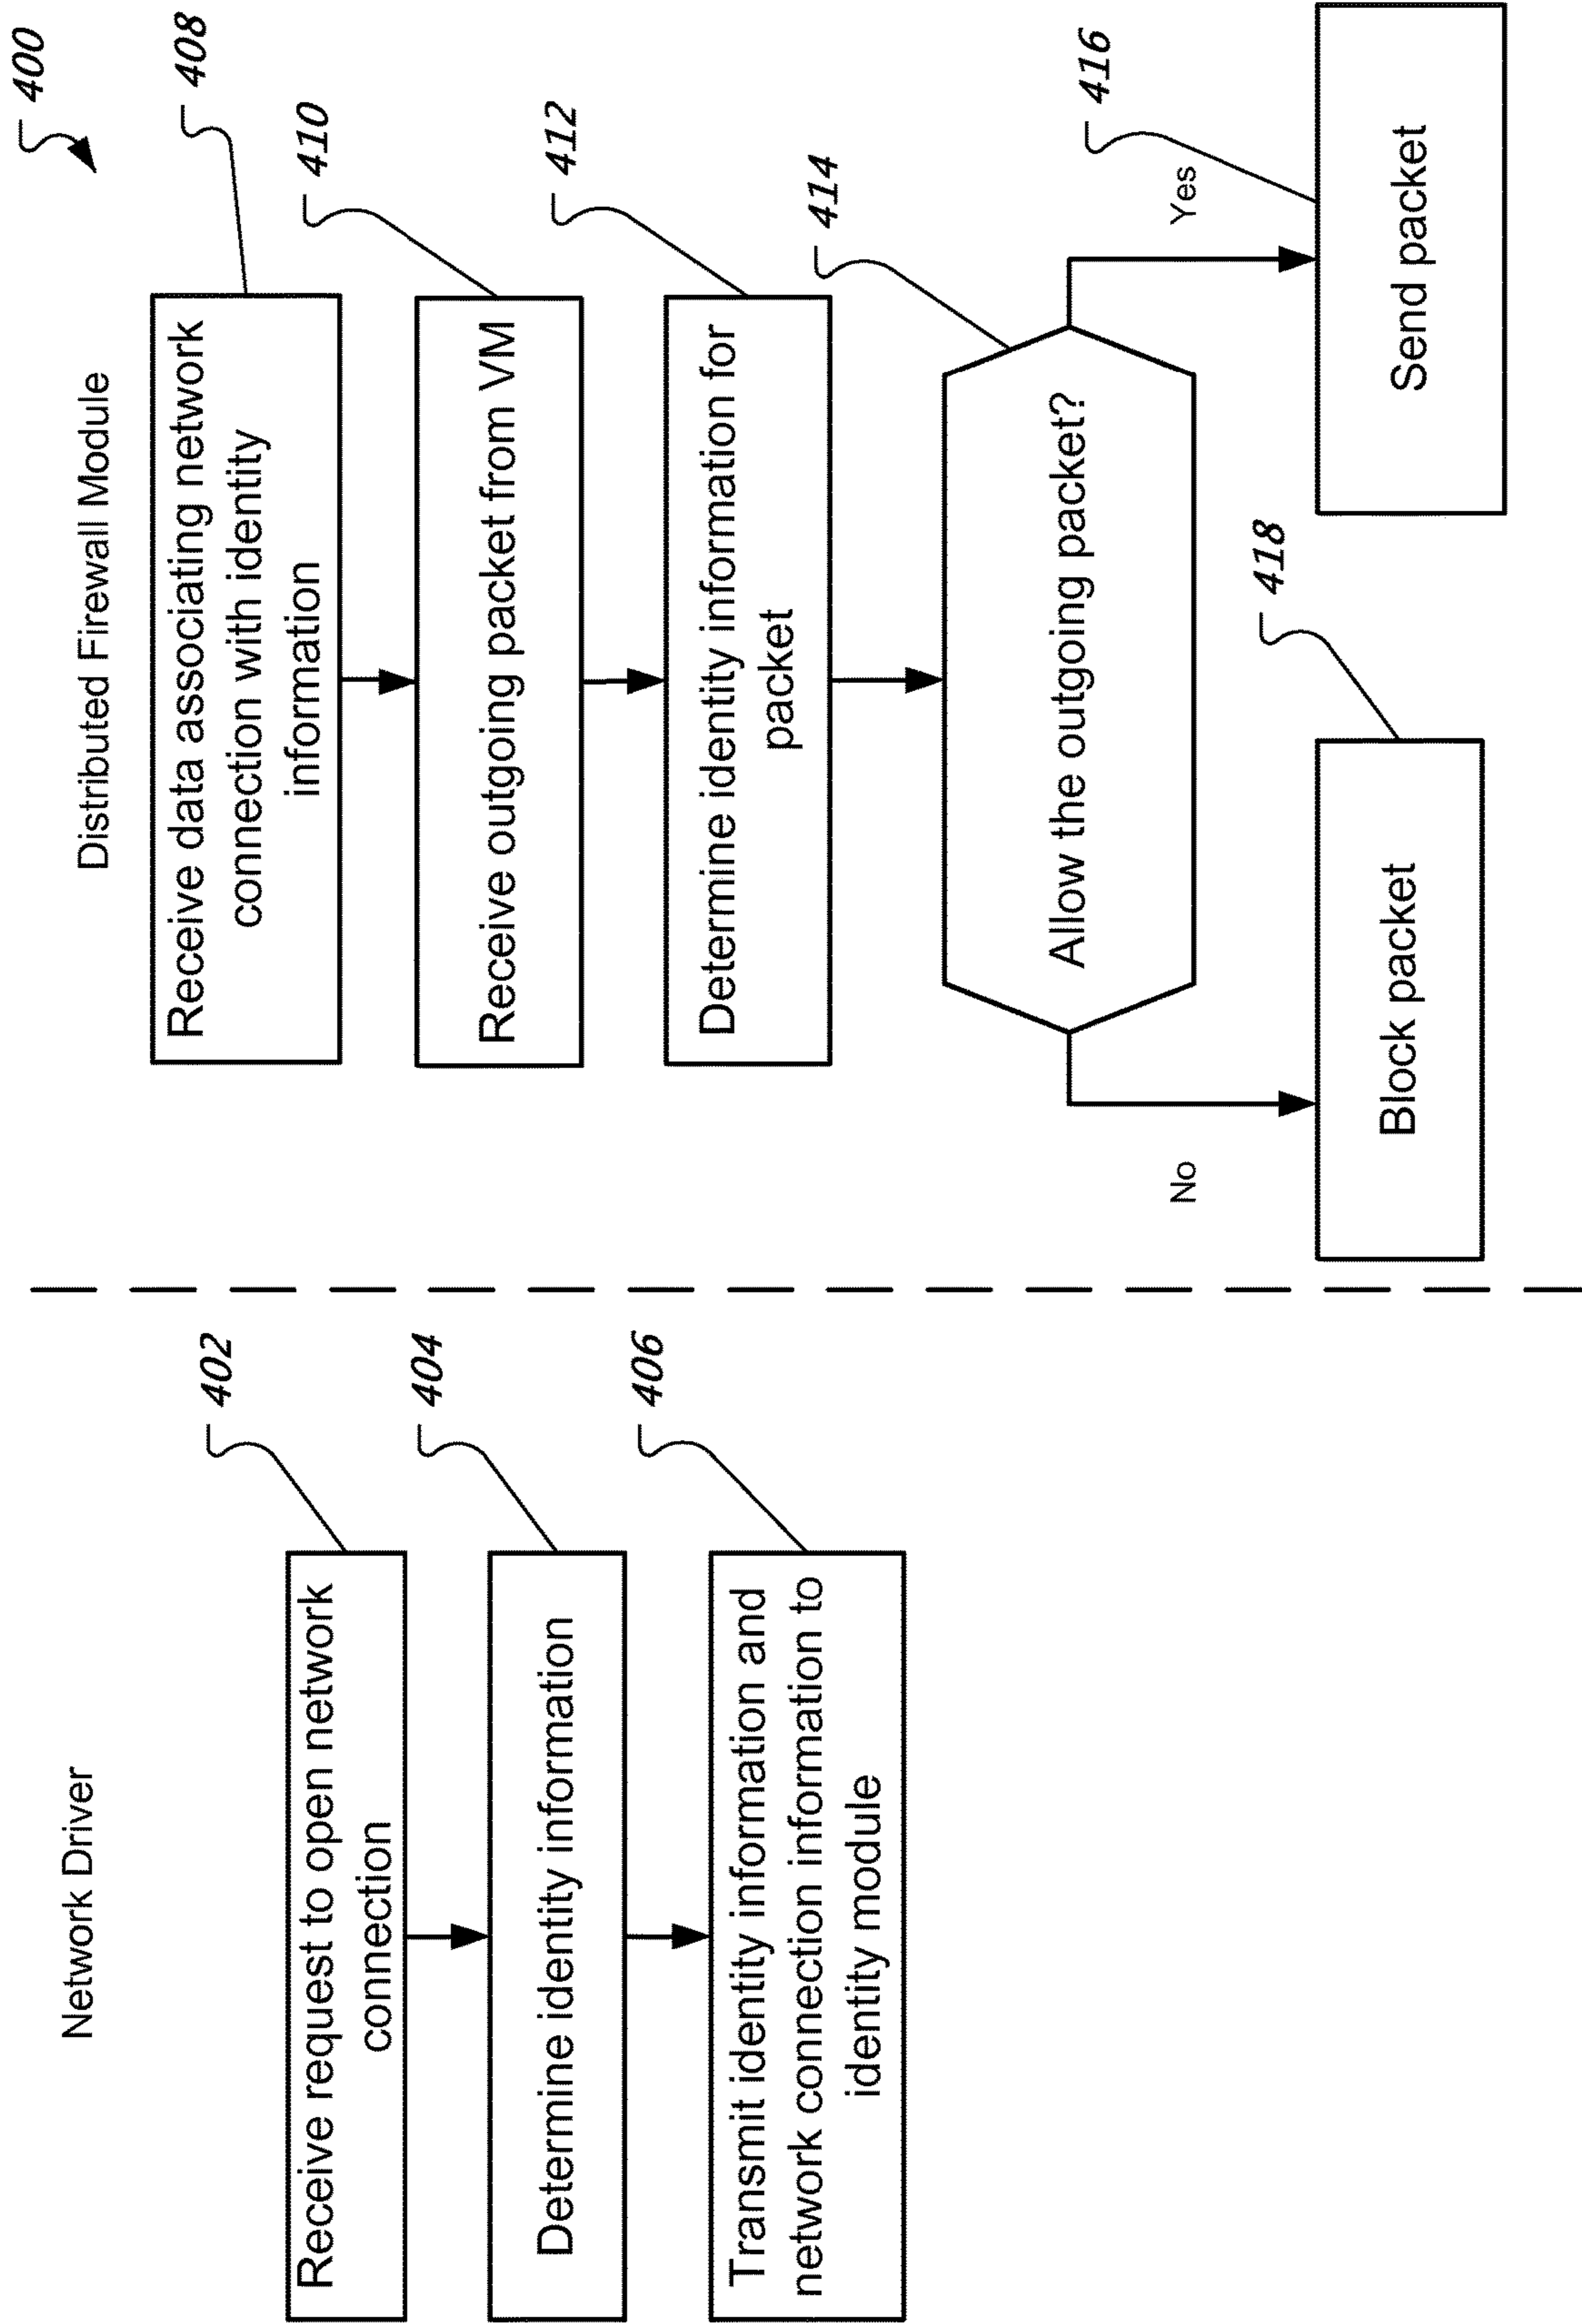 400
Network Driver
402
Receive request to open network
connection
404
Determine identity information
406
Transmit identity information and
network connection information to
identity module
Distributed Firewall Module
408
Receive data associating network
connection with identity
information
410
Receive outgoing packet from VM
412
Determine identity information for
packet
414
Allow the outgoing packet?
No
Yes
418
Block packet
416
Send packet